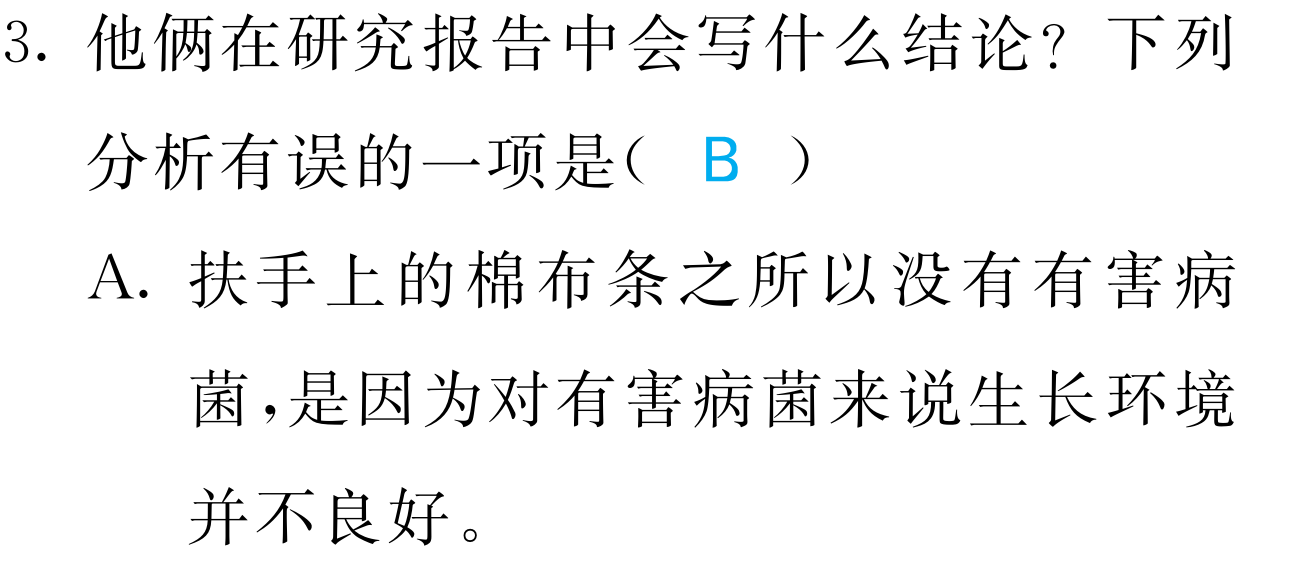 3. 他俩在研究报告中会写什么结论？下列
分析有误的一项是（ B ）
A. 扶手上的棉布条之所以没有有害病
菌，是因为对有害病菌来说生长环境
并不良好。